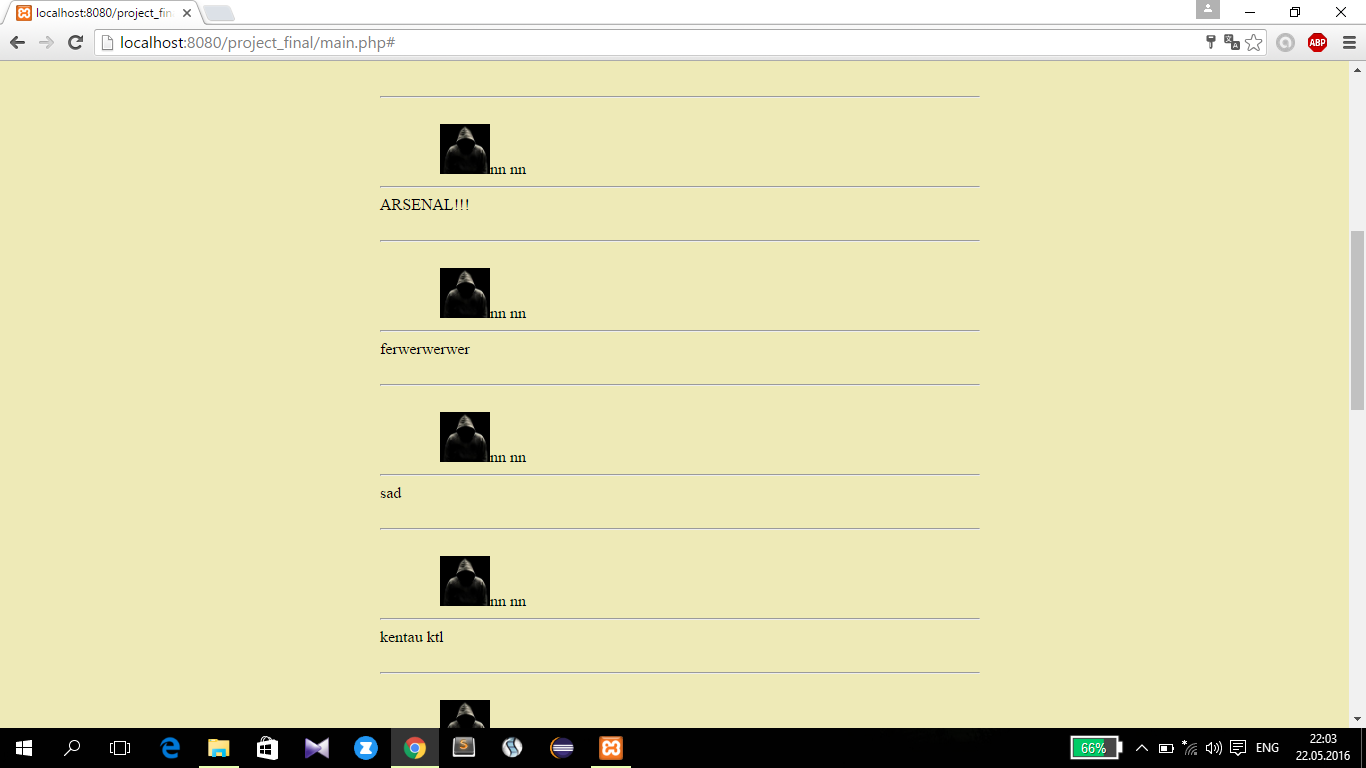 localhost:8080/project_fin
localhost:8080/project_final/main.php#
ABP
nn nn
ARSENAL!!!
nn nn
ferwerwerwer
nn nn
sad
nn nn
kentau ktl
66%
ENG
22:03
22.05.2016